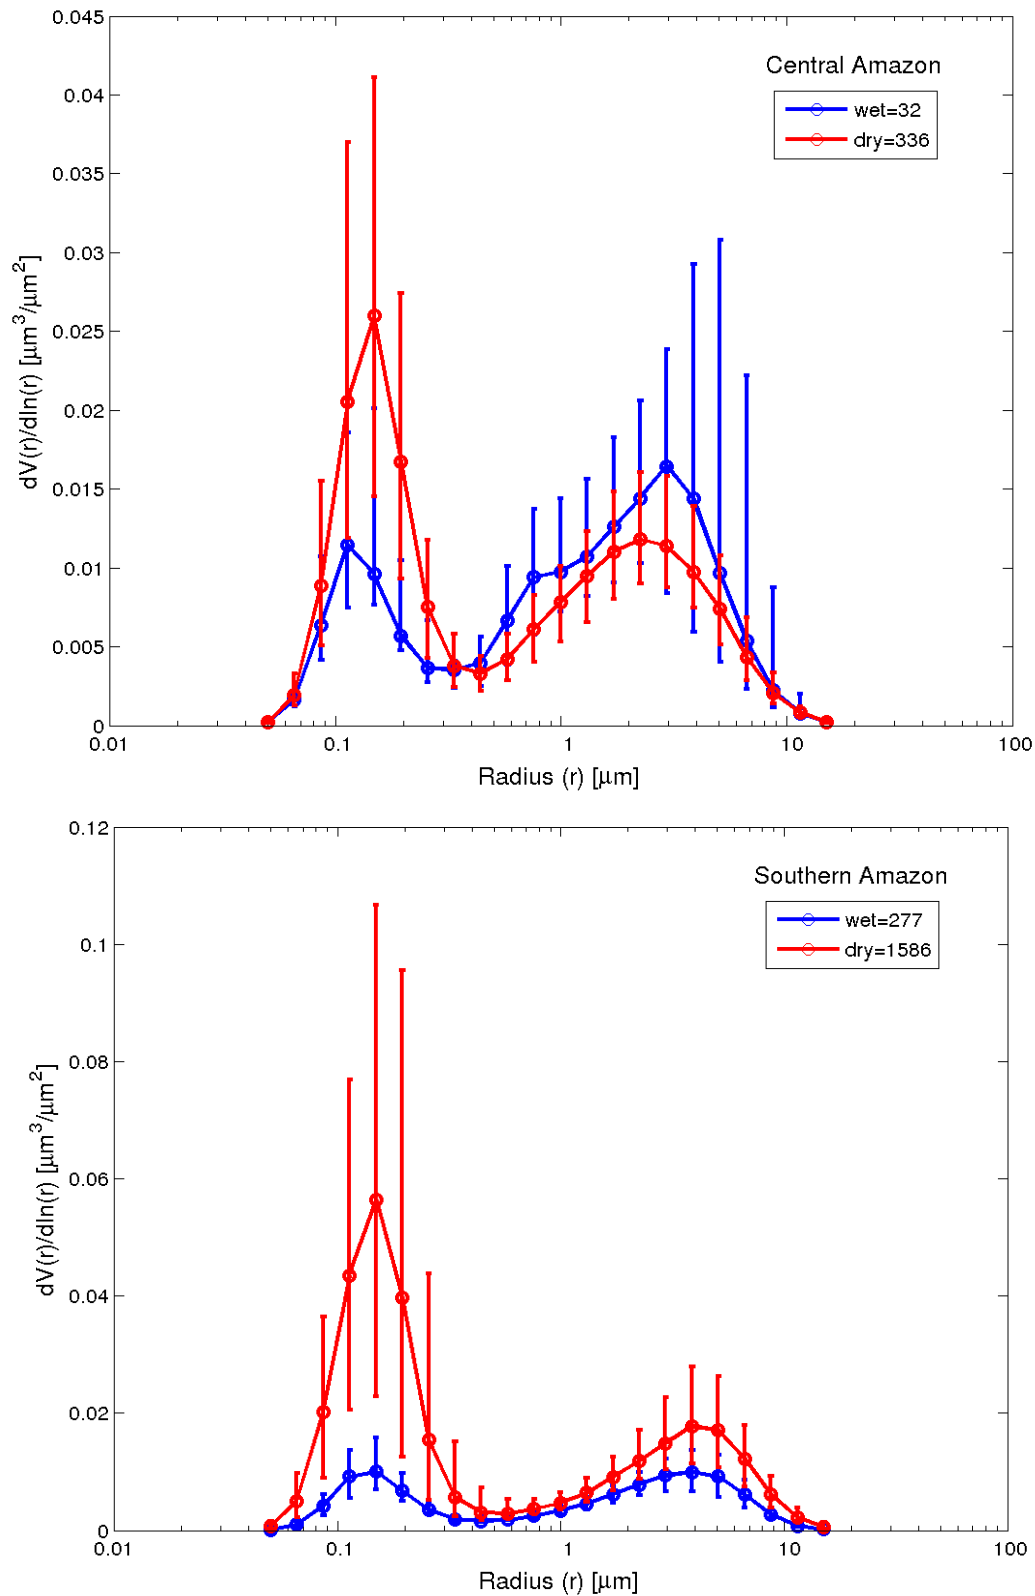 0.045
Central Amazon
0.04
wet=32
dry=336
0.035
0.03
dV(r)/dln(r) [μm³/μm²]
0.025
0.02
0.015
0.01
0.005
0
0.01
0.1
1
10
100
Radius (r) [μm]
0.12
Southern Amazon
wet=277
dry=1586
0.1
0.08
dV(r)/dln(r) [μm³/μm²]
0.06
0.04
0.02
0
0.01
0.1
1
10
100
Radius (r) [μm]